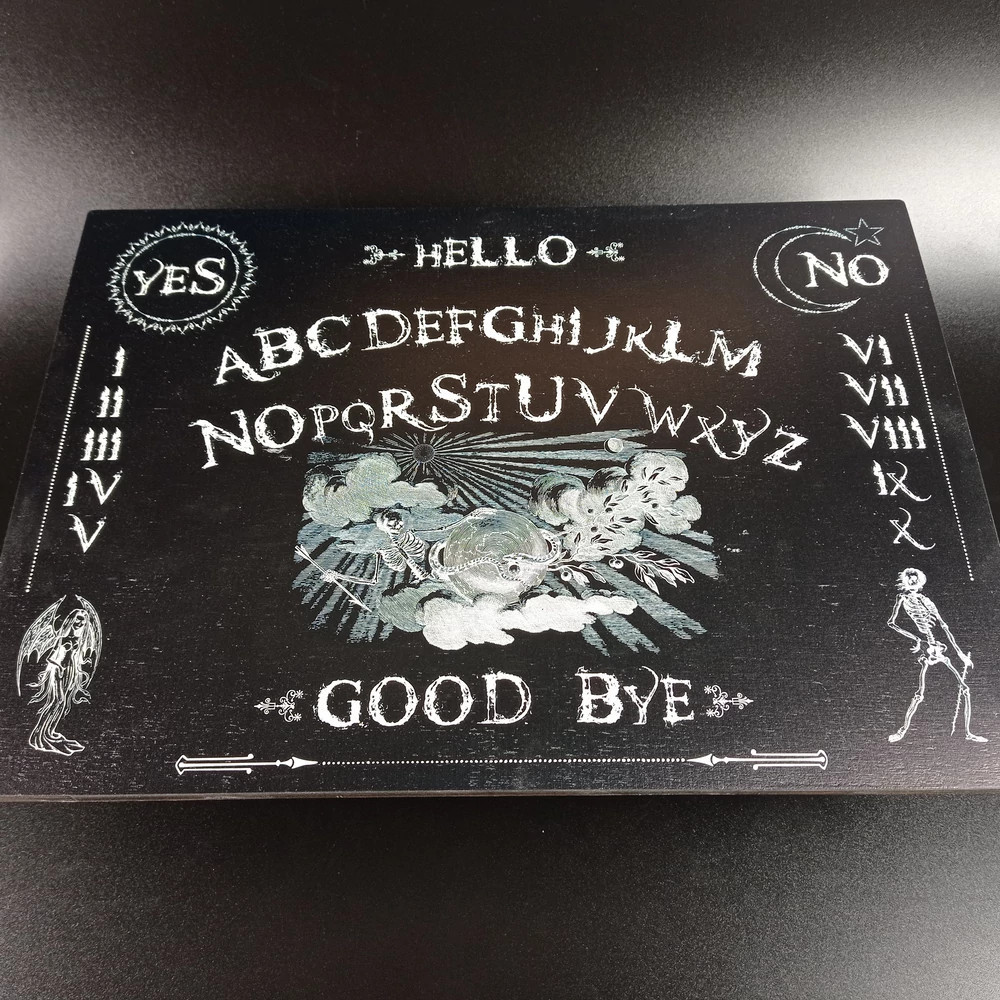 YES
HELLO
NO
ABCDEFGHIJKLM
NOPQRSTUVWXYZ
I
II
III
IV
V
VI
VII
VIII
IX
X
GOOD BYE